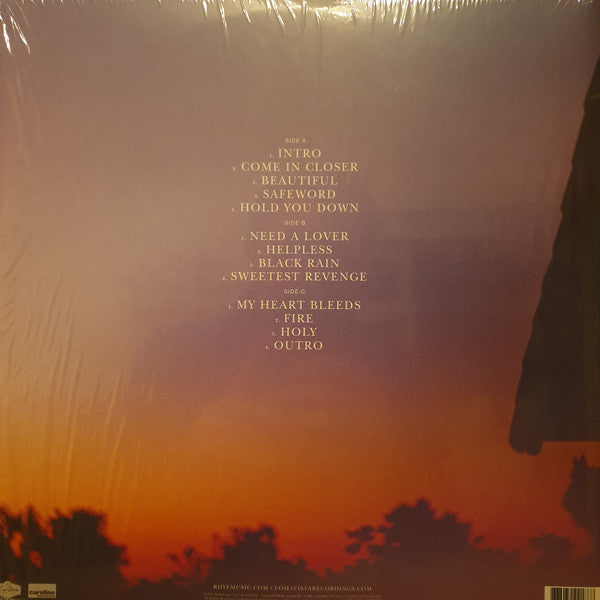 SIDE A
1. INTRO
2. COME IN CLOSER
3. BEAUTIFUL
4. SAFEWORD
5. HOLD YOU DOWN
SIDE B
1. NEED A LOVER
2. HELPLESS
3. BLACK RAIN
4. SWEETEST REVENGE
SIDE C
1. MY HEART BLEEDS
2. FIRE
3. HOLY
4. OUTRO
RHYEMUSIC.COM | LOMAVISTARECORDINGS.COM
caroline